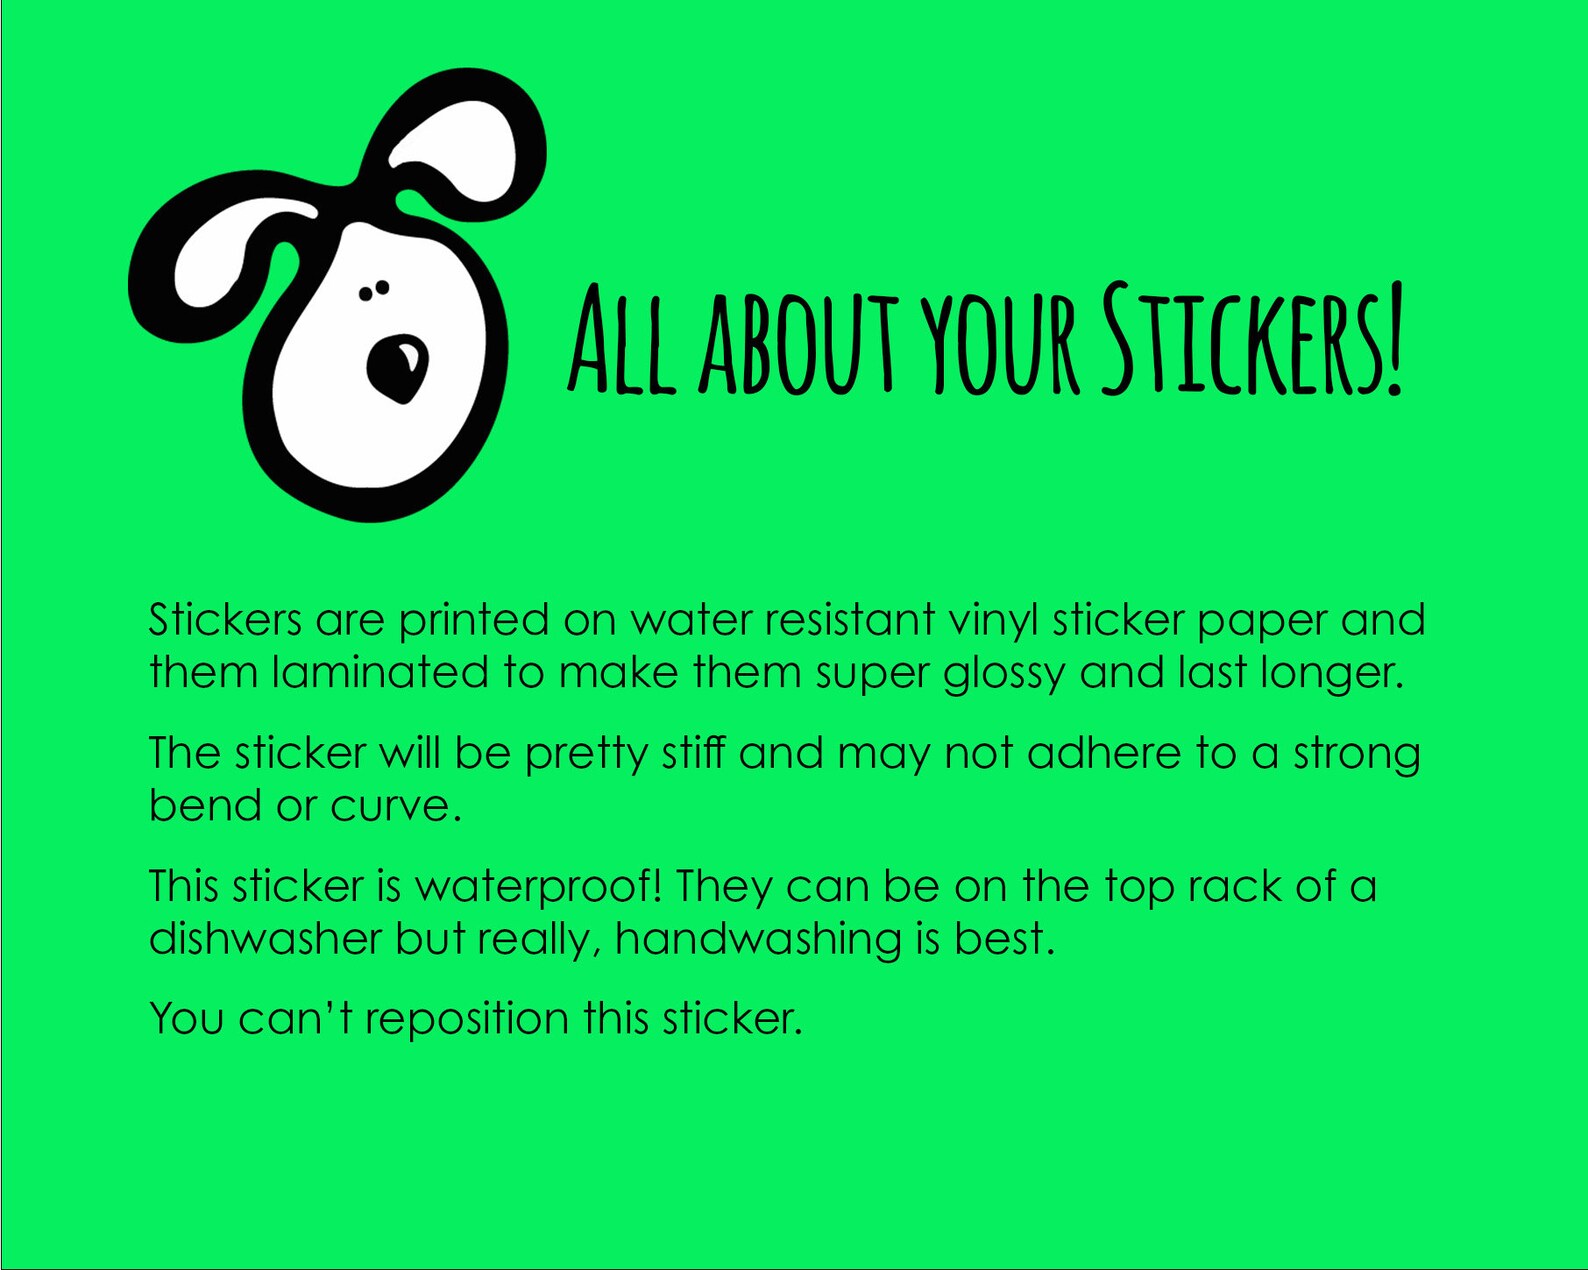 All about your Stickers!
Stickers are printed on water resistant vinyl sticker paper and
them laminated to make them super glossy and last longer.
The sticker will be pretty stiff and may not adhere to a strong
bend or curve.
This sticker is waterproof! They can be on the top rack of a
dishwasher but really, handwashing is best.
You can’t reposition this sticker.